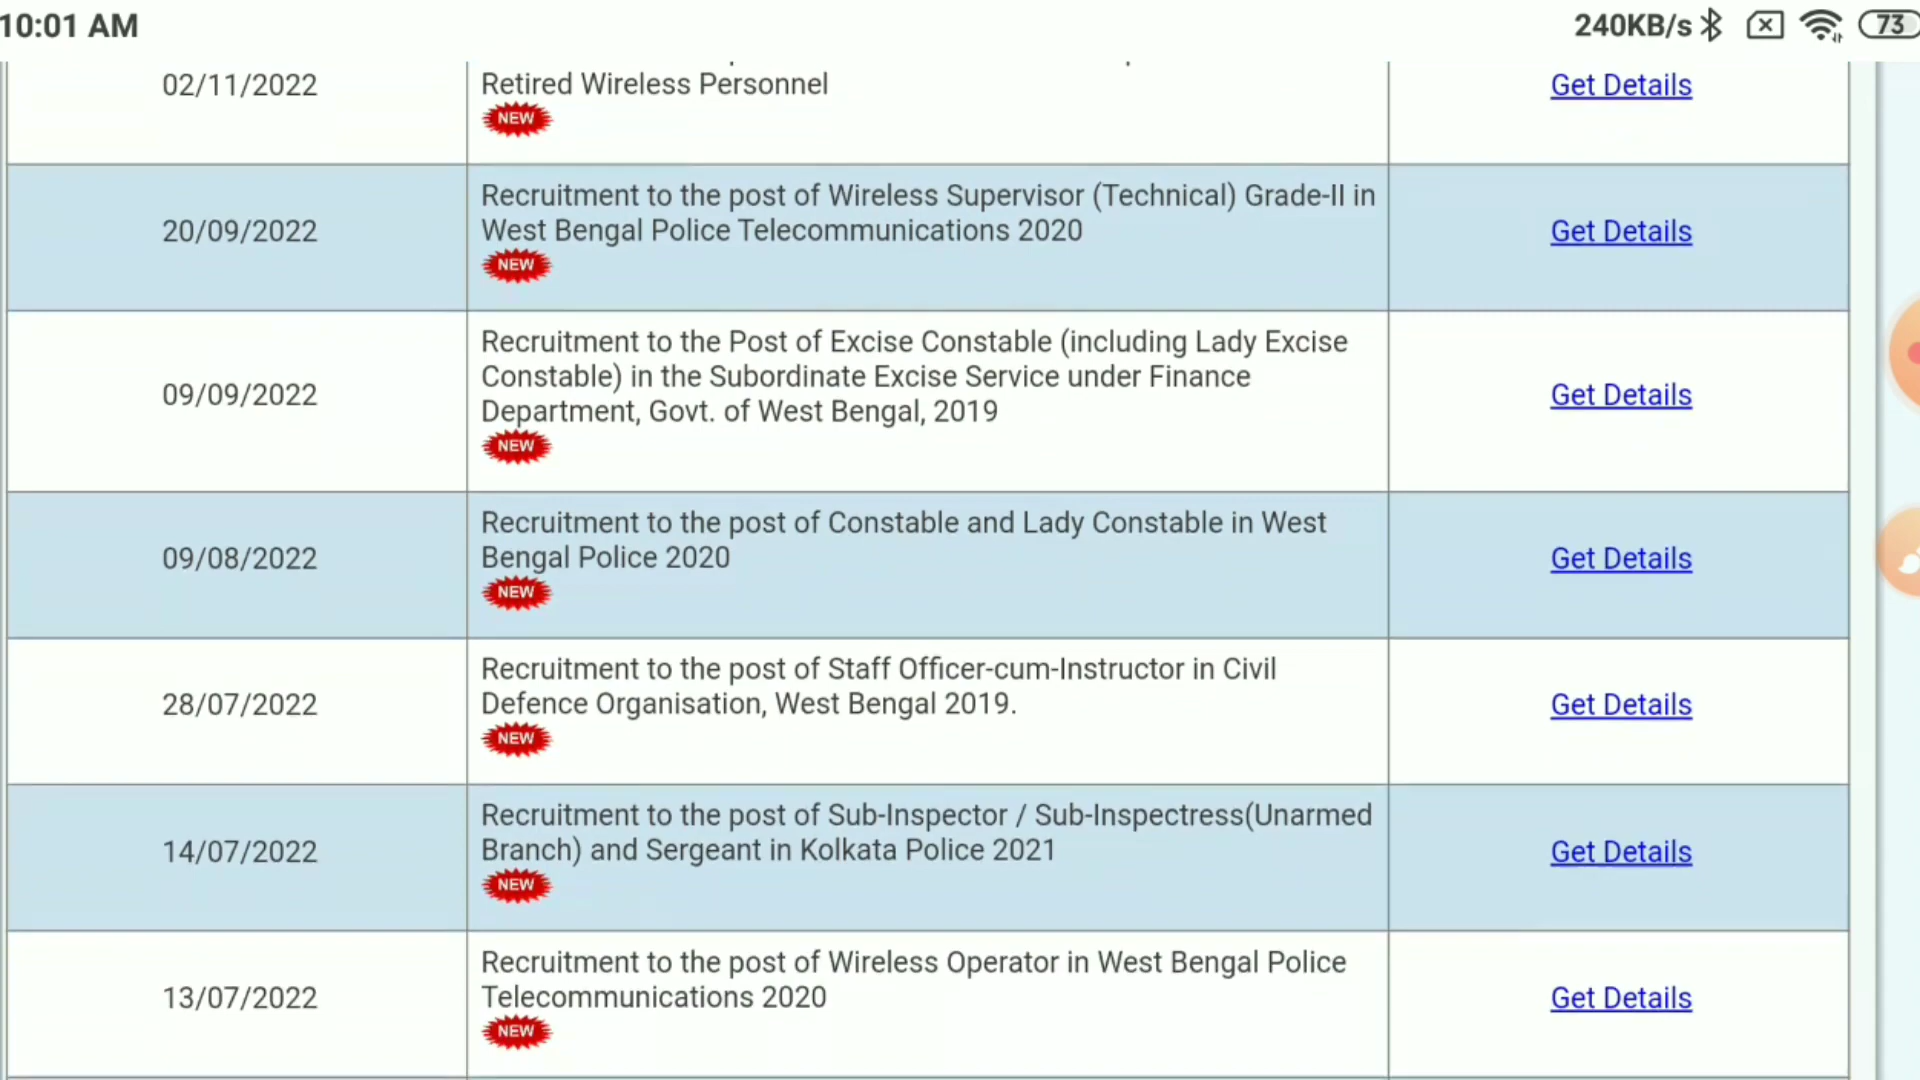 10:01 AM
240KB/s
73
02/11/2022
Retired Wireless Personnel
NEW
Get Details
20/09/2022
Recruitment to the post of Wireless Supervisor (Technical) Grade-II in
West Bengal Police Telecommunications 2020
NEW
Get Details
09/09/2022
Recruitment to the Post of Excise Constable (including Lady Excise
Constable) in the Subordinate Excise Service under Finance
Department, Govt. of West Bengal, 2019
NEW
Get Details
09/08/2022
Recruitment to the post of Constable and Lady Constable in West
Bengal Police 2020
NEW
Get Details
28/07/2022
Recruitment to the post of Staff Officer-cum-Instructor in Civil
Defence Organisation, West Bengal 2019.
NEW
Get Details
14/07/2022
Recruitment to the post of Sub-Inspector / Sub-Inspectress(Unarmed
Branch) and Sergeant in Kolkata Police 2021
NEW
Get Details
13/07/2022
Recruitment to the post of Wireless Operator in West Bengal Police
Telecommunications 2020
NEW
Get Details